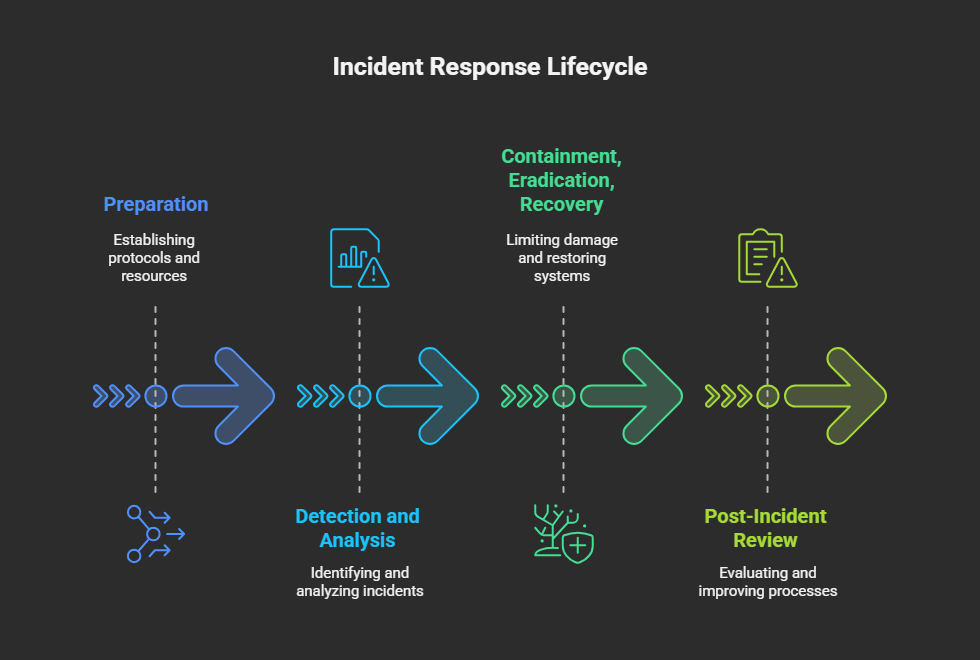 Incident Response Lifecycle
Preparation
Establishing
protocols and
resources
Detection and
Analysis
Identifying and
analyzing incidents
Containment,
Eradication,
Recovery
Limiting damage
and restoring
systems
Post-Incident
Review
Evaluating and
improving processes